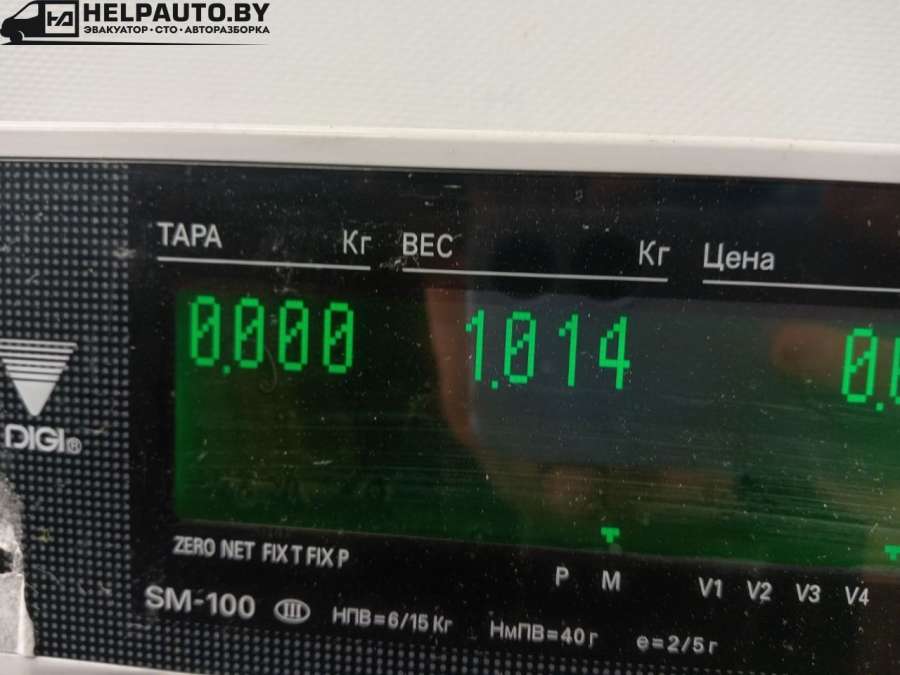 HELPAUTO.BY
ЭВАКУАТОР • СТО • АВТОРАЗБОРКА
ТАРА Кг ВЕС Кг Цена
0.000 1.014
DIGI®
ZERO NET FIX T FIX P
P M V1 V2 V3 V4
SM-100 III НПВ=6/15 Кг НмПВ=40 г e=2/5 г